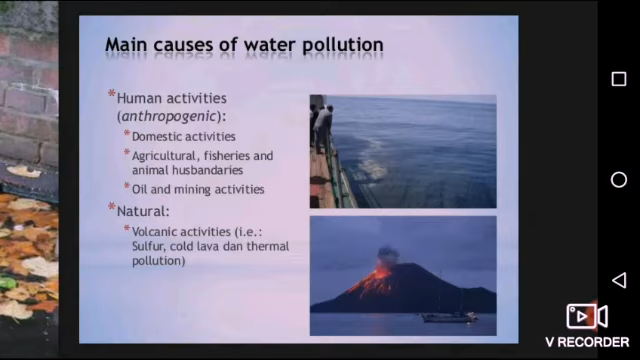 Main causes of water pollution
* Human activities
(anthropogenic):
* Domestic activities
* Agricultural, fisheries and
animal husbandaries
* Oil and mining activities
* Natural:
* Volcanic activities (i.e.:
Sulfur, cold lava dan thermal
pollution)
V RECORDER